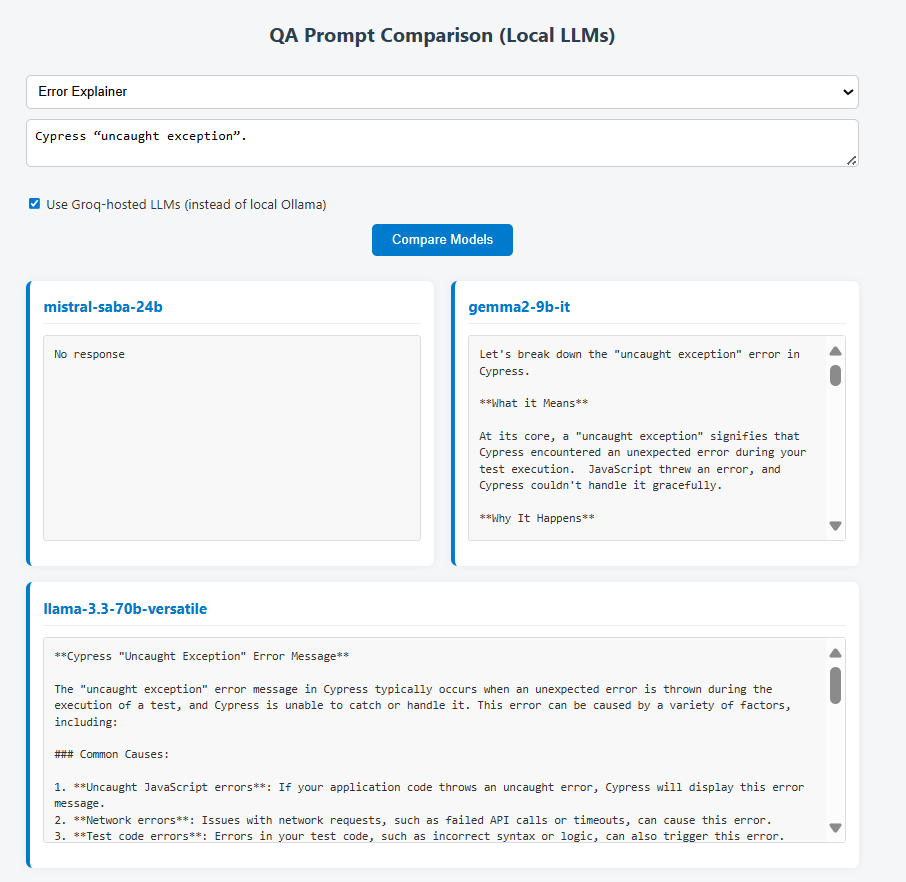 QA Prompt Comparison (Local LLMs)
Error Explainer
Cypress “uncaught exception”.
Use Groq-hosted LLMs (instead of local Ollama)
Compare Models
mistral-saba-24b
No response
gemma2-9b-it
Let's break down the "uncaught exception" error in
Cypress.
**What it Means**
At its core, a "uncaught exception" signifies that
Cypress encountered an unexpected error during your
test execution.  JavaScript threw an error, and
Cypress couldn't handle it gracefully.
**Why It Happens**
llama-3.3-70b-versatile
**Cypress "Uncaught Exception" Error Message**
The "uncaught exception" error message in Cypress typically occurs when an unexpected error is thrown during the
execution of a test, and Cypress is unable to catch or handle it. This error can be caused by a variety of factors,
including:
### Common Causes:
1. **Uncaught JavaScript errors**: If your application code throws an uncaught error, Cypress will display this error
message.
2. **Network errors**: Issues with network requests, such as failed API calls or timeouts, can cause this error.
3. **Test code errors**: Errors in your test code, such as incorrect syntax or logic, can also trigger this error.